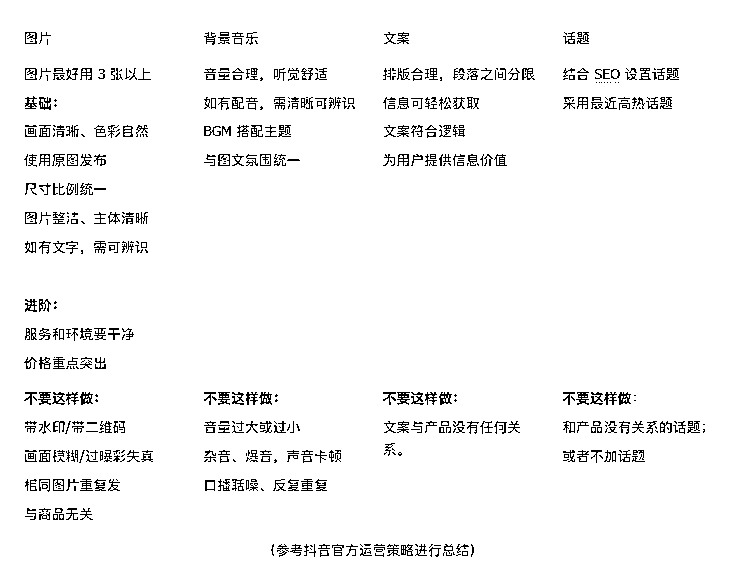 图片
背景音乐
文案
话题
图片最好用 3 张以上
基础：
画面清晰、色彩自然
使用原图发布
尺寸比例统一
图片整洁、主体清晰
如有文字，需可辨识
进阶：
服务和环境要干净
价格重点突出
音量合理，听觉舒适
如有配音，需清晰可辨识
BGM 搭配主题
与图文氛围统一
排版合理，段落之间分限
信息可轻松获取
文案符合逻辑
为用户提供信息价值
结合 SEO 设置话题
采用最近高热话题
不要这样做：
带水印/带二维码
画面模糊/过曝彩失真
相同图片重复发
与商品无关
不要这样做：
音量过大或过小
杂音、爆音，声音卡顿
口播聒噪、反复重复
不要这样做：
文案与产品没有任何关
系。
不要这样做：
和产品没有关系的话题；
或者不加话题
（参考抖音官方运营策略进行总结）